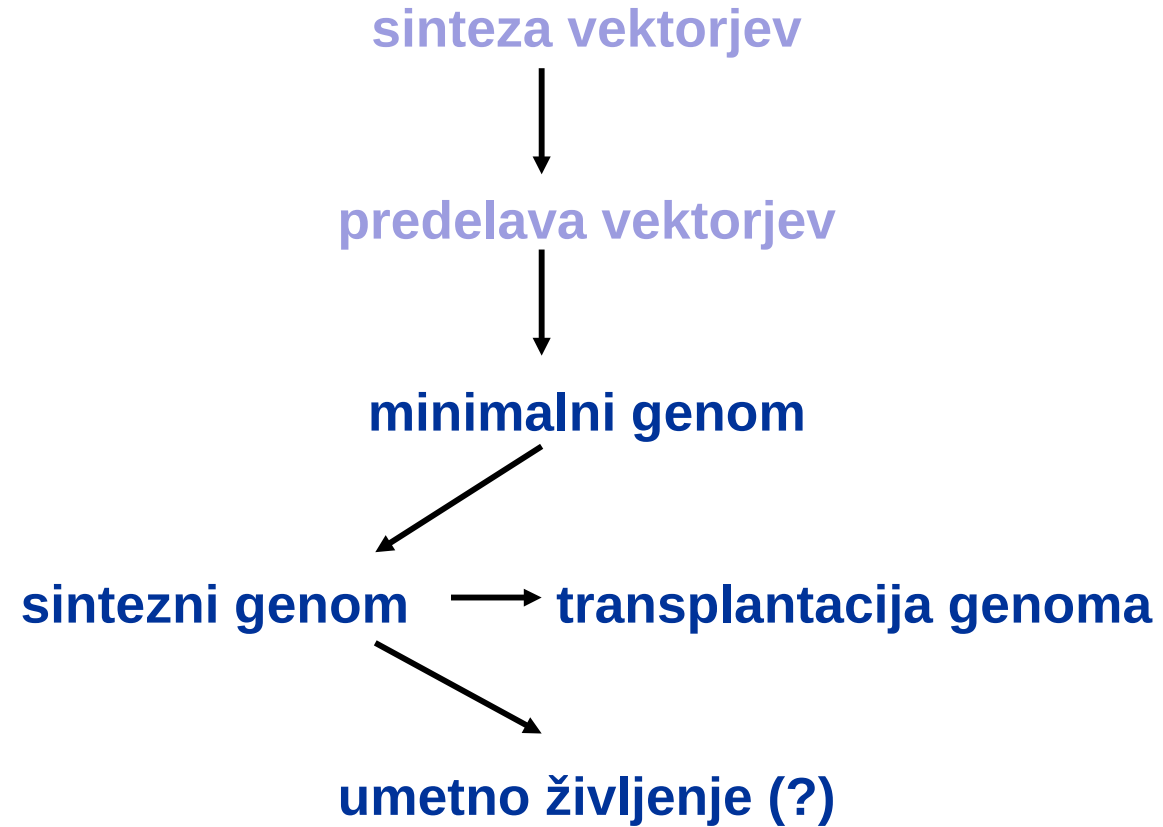 sinteza vektorjev
predelava vektorjev
minimalni genom
sintezni genom
transplantacija genoma
umetno življenje (?)